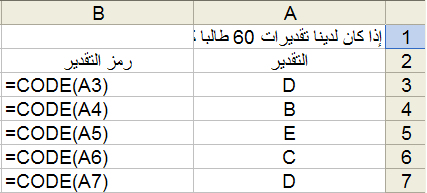 A B
1 إذا كان لدينا تقديرات 60 طالبا
2 التقدير رمز التقدير
3 D =CODE(A3)
4 B =CODE(A4)
5 E =CODE(A5)
6 C =CODE(A6)
7 D =CODE(A7)